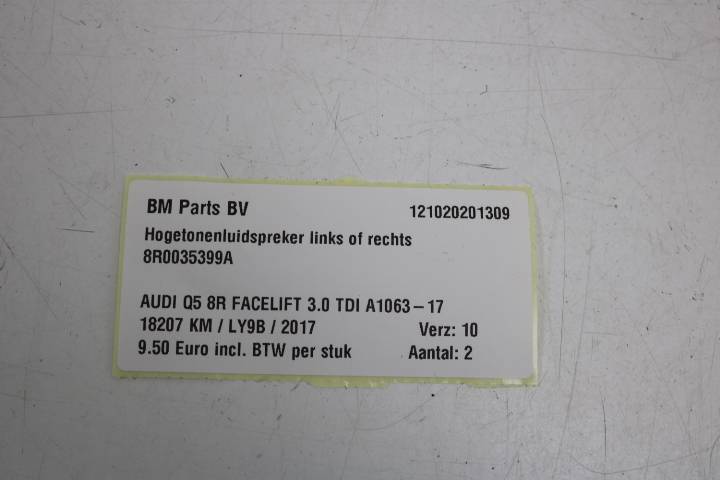 BM Parts BV 121020201309
Hogetonenluidspreker links of rechts
8R0035399A
AUDI Q5 8R FACELIFT 3.0 TDI A1063-17
18207 KM / LY9B / 2017 Verz: 10
9.50 Euro incl. BTW per stuk Aantal: 2